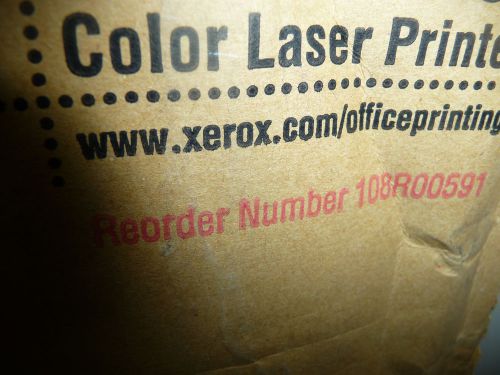 Color Laser Printe
www.xerox.com/officeprinting
Reorder Number 108R00591